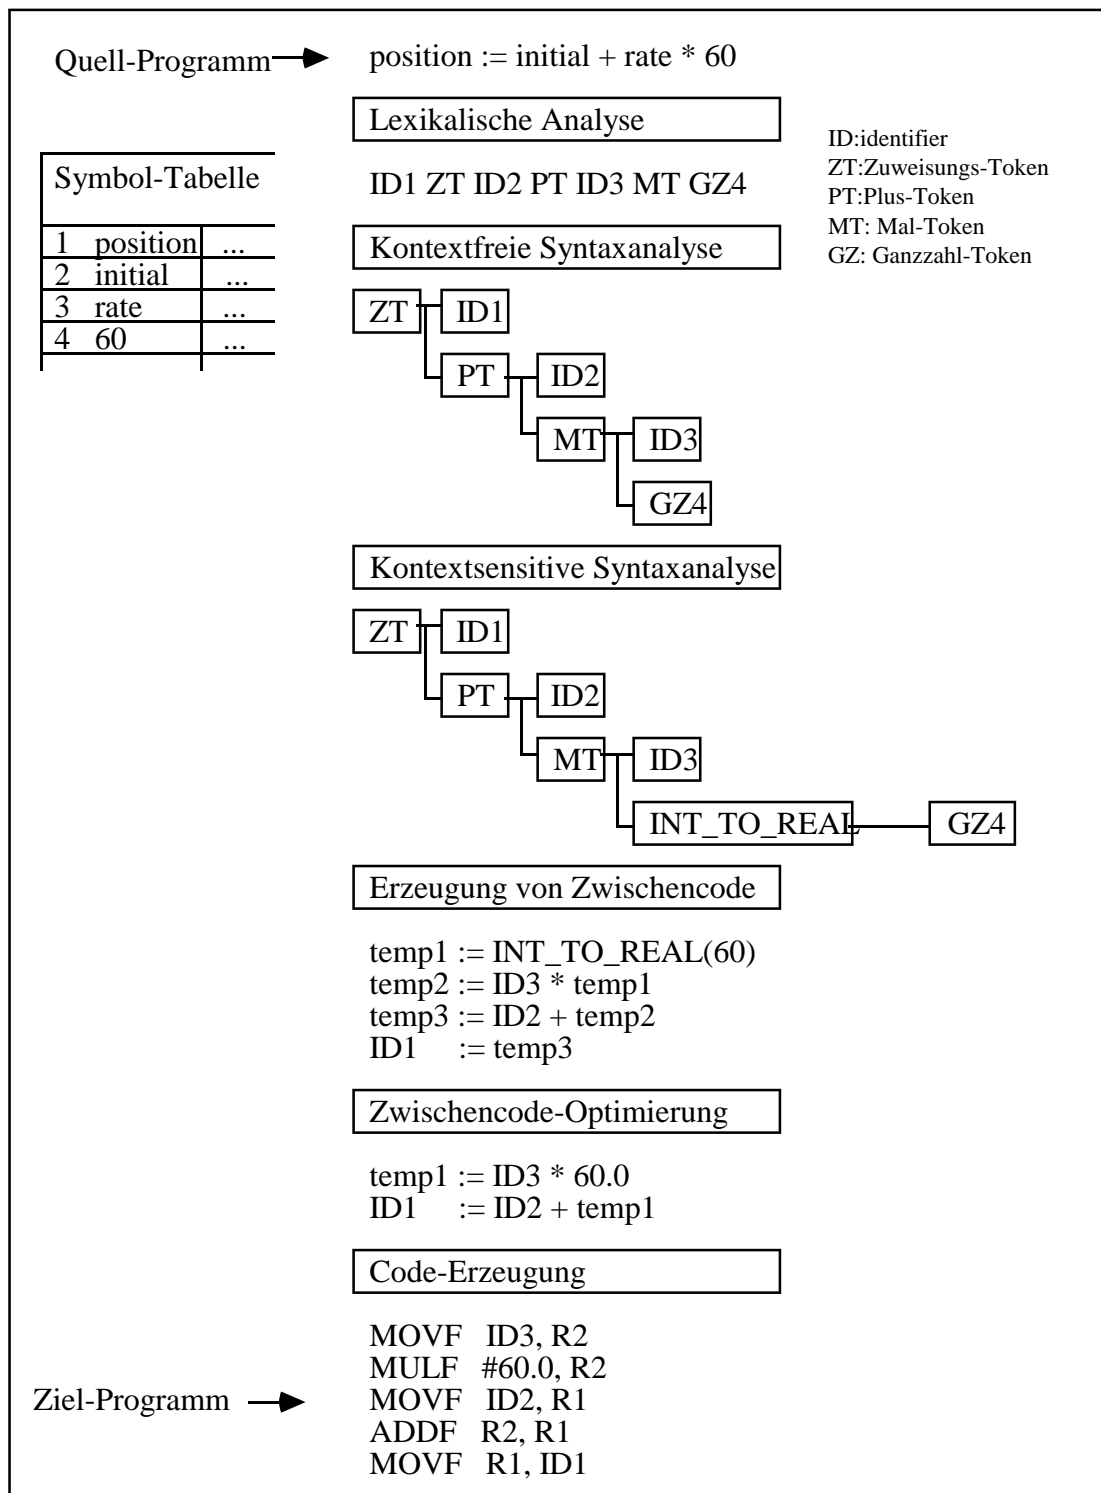 Quell-Programm
position := initial + rate * 60
Lexikalische Analyse
ID:identifier
ZT:Zuweisungs-Token
PT:Plus-Token
MT: Mal-Token
GZ: Ganzzahl-Token
Symbol-Tabelle
1 position ...
2 initial ...
3 rate ...
4 60 ...
ID1 ZT ID2 PT ID3 MT GZ4
Kontextfreie Syntaxanalyse
ZT ID1
PT ID2
MT ID3
GZ4
Kontextsensitive Syntaxanalyse
ZT ID1
PT ID2
MT ID3
INT_TO_REAL GZ4
Erzeugung von Zwischencode
temp1 := INT_TO_REAL(60)
temp2 := ID3 * temp1
temp3 := ID2 + temp2
ID1 := temp3
Zwischencode-Optimierung
temp1 := ID3 * 60.0
ID1 := ID2 + temp1
Code-Erzeugung
Ziel-Programm
MOVF ID3, R2
MULF #60.0, R2
MOVF ID2, R1
ADDF R2, R1
MOVF R1, ID1